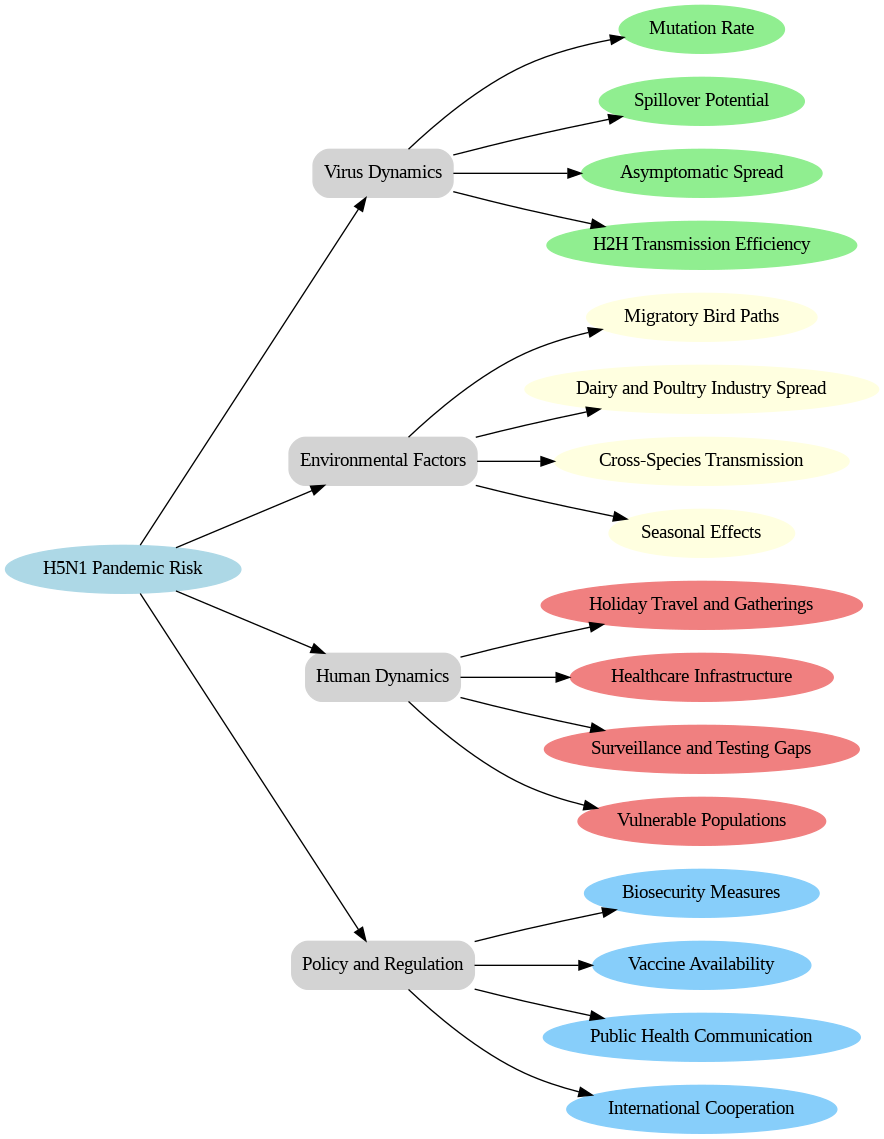 H5N1 Pandemic Risk
Virus Dynamics
Mutation Rate
Spillover Potential
Asymptomatic Spread
H2H Transmission Efficiency
Environmental Factors
Migratory Bird Paths
Dairy and Poultry Industry Spread
Cross-Species Transmission
Seasonal Effects
Human Dynamics
Holiday Travel and Gatherings
Healthcare Infrastructure
Surveillance and Testing Gaps
Vulnerable Populations
Policy and Regulation
Biosecurity Measures
Vaccine Availability
Public Health Communication
International Cooperation